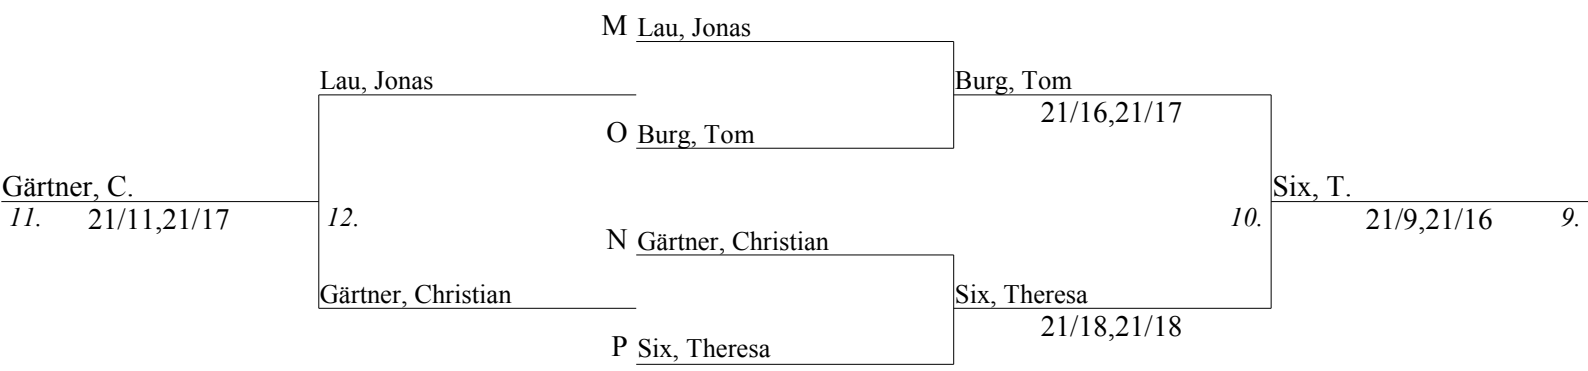 M Lau, Jonas
Lau, Jonas
Burg, Tom
21/16,21/17
O Burg, Tom
Gärtner, C.
Six, T.
11. 21/11,21/17
12.
10.
21/9,21/16 9.
N Gärtner, Christian
Gärtner, Christian
Six, Theresa
21/18,21/18
P Six, Theresa